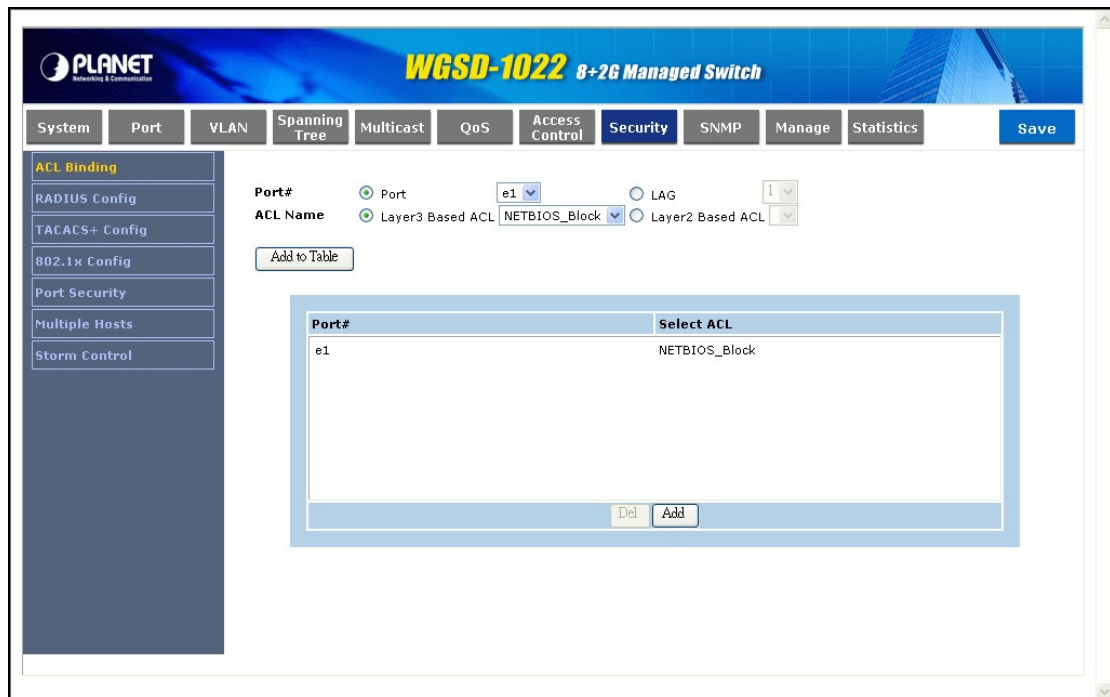 PLANET
Networking & Communication
WGSD-1022 8+2G Managed Switch
System Port VLAN Spanning Tree Multicast QoS Access Control Security SNMP Manage Statistics Save
ACL Binding
RADIUS Config
TACACS+ Config
802.1x Config
Port Security
Multiple Hosts
Storm Control
Port# Port e1 LAG 1
ACL Name Layer3 Based ACL NETBIOS_Block Layer2 Based ACL
Add to Table
Port# Select ACL
e1 NETBIOS_Block
Del Add